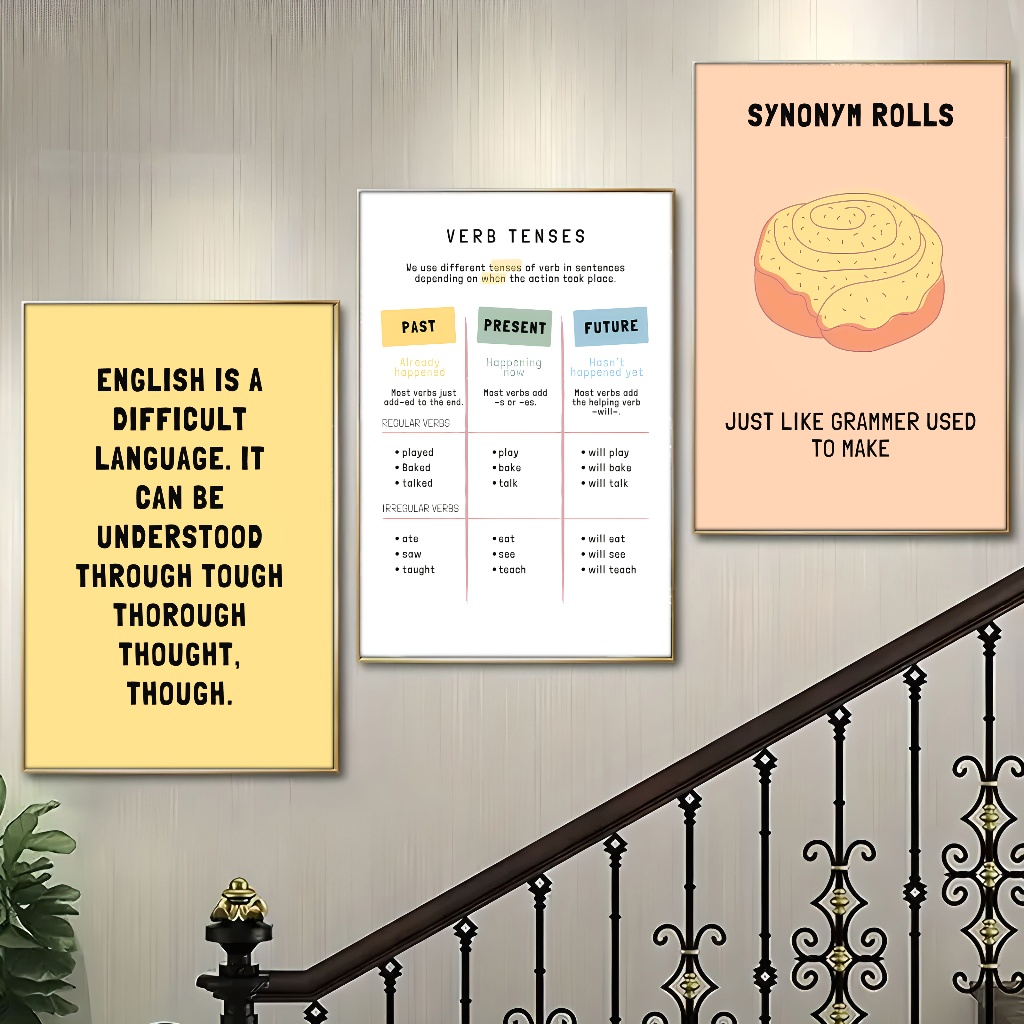 ENGLISH IS A
DIFFICULT
LANGUAGE. IT
CAN BE
UNDERSTOOD
THROUGH TOUGH
THOROUGH
THOUGHT,
THOUGH.
VERB TENSES
We use different tenses of verb in sentences
depending on when the action took place.
PAST
Already
happened
Most verbs just
add-ed to the end.
PRESENT
Happening
now
Most verbs add
-s or -es.
FUTURE
Hasn't
happened yet
Most verbs add
the helping verb
-will-.
REGULAR VERBS
• played
• Baked
• talked
• play
• bake
• talk
• will play
• will bake
• will talk
IRREGULAR VERBS
• ate
• saw
• taught
• eat
• see
• teach
• will eat
• will see
• will teach
SYNONYM ROLLS
JUST LIKE GRAMMER USED
TO MAKE